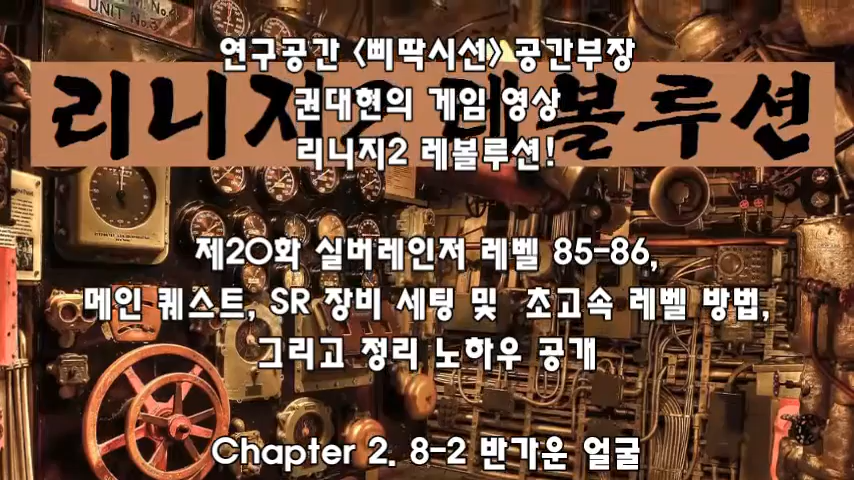 UNIT No.3
연구공간 <삐딱시선> 공간부장
리니지2 레볼루션
권대현의 게임 영상
리니지2 레볼루션!
제20화 실버레인저 레벨 85-86,
메인 퀘스트, SR 장비 세팅 및 초고속 레벨 방법,
그리고 정리 노하우 공개
Chapter 2. 8-2 반가운 얼굴